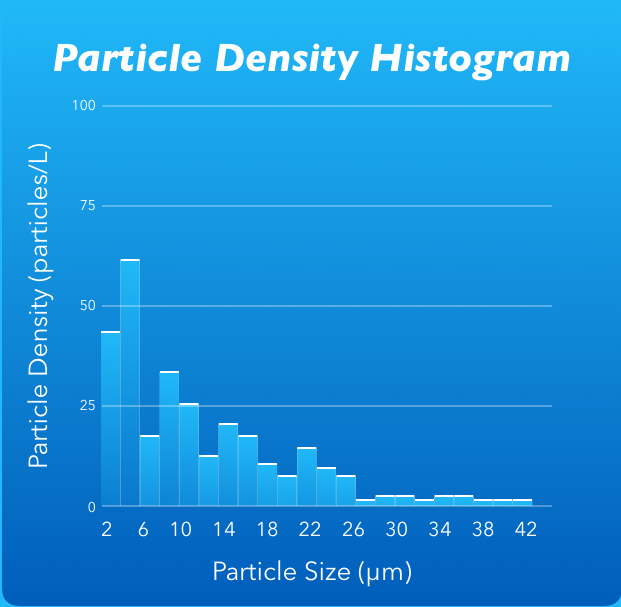 Particle Density Histogram
Particle Density (particles/L)
100
75
50
25
0
2 6 10 14 18 22 26 30 34 38 42
Particle Size (μm)